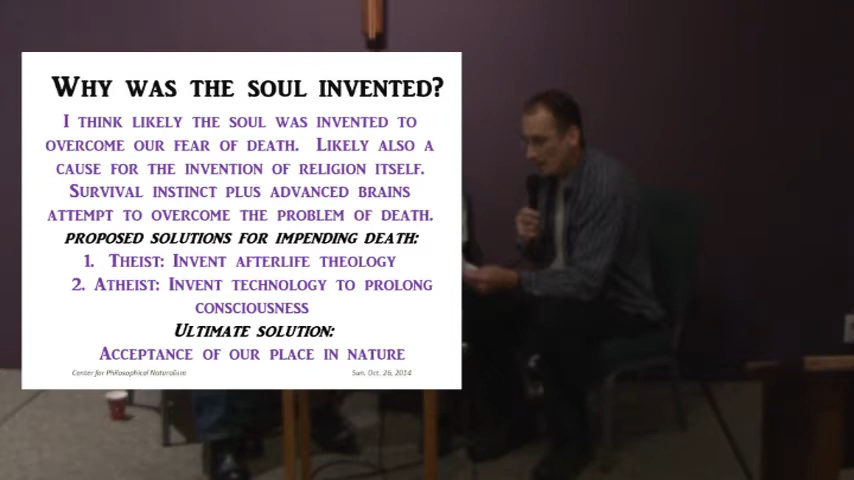 Why was the soul invented?
I think likely the soul was invented to
overcome our fear of death. Likely also a
cause for the invention of religion itself.
Survival instinct plus advanced brains
attempt to overcome the problem of death.
proposed solutions for impending death:
1. Theist: Invent afterlife theology
2. Atheist: Invent technology to prolong
consciousness
Ultimate solution:
Acceptance of our place in nature
Center for Philosophical Naturalism
Sun. Oct. 26, 2014